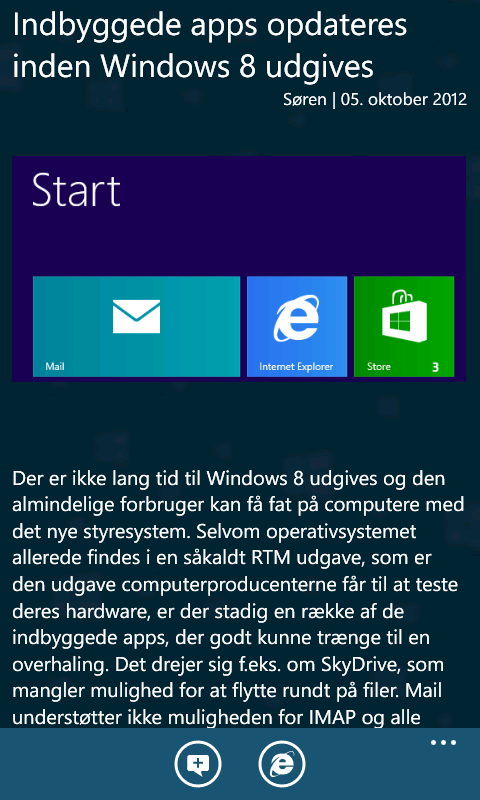 Indbyggede apps opdateres
inden Windows 8 udgives
Søren | 05. oktober 2012
Start
Mail
Internet Explorer
Store
3
Der er ikke lang tid til Windows 8 udgives og den
almindelige forbruger kan få fat på computere med
det nye styresystem. Selvom operativsystemet
allerede findes i en såkaldt RTM udgave, som er
den udgave computerproducenterne får til at teste
deres hardware, er der stadig en række af de
indbyggede apps, der godt kunne trænge til en
overhaling. Det drejer sig f.eks. om SkyDrive, som
mangler mulighed for at flytte rundt på filer. Mail
understøtter ikke muligheden for IMAP og alle